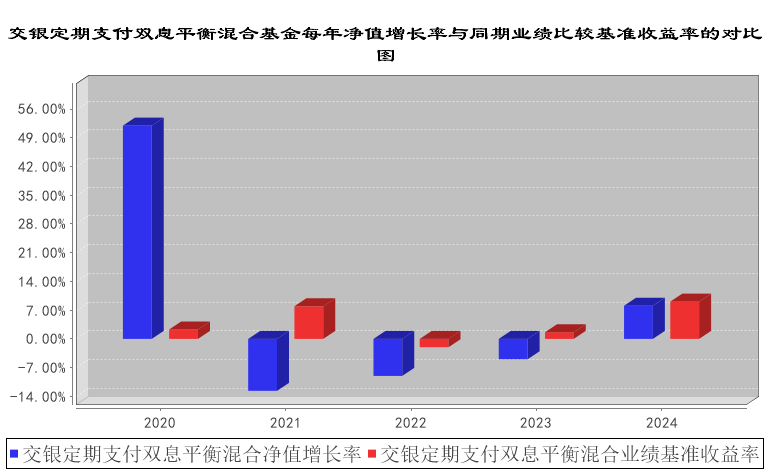 交银定期支付双息平衡混合基金每年净值增长率与同期业绩比较基准收益率的对比
图
56.00%
49.00%
42.00%
35.00%
28.00%
21.00%
14.00%
7.00%
0.00%
-7.00%
-14.00%
2020 2021 2022 2023 2024
交银定期支付双息平衡混合净值增长率 交银定期支付双息平衡混合业绩基准收益率